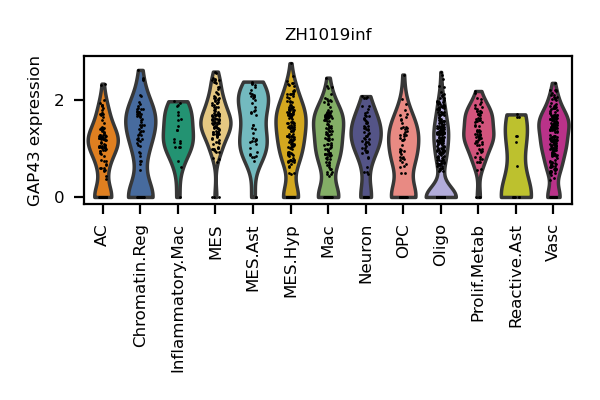 ZH1019inf
GAP43 expression
2
0
AC
Chromatin.Reg
Inflammatory.Mac
MES
MES.Ast
MES.Hyp
Mac
Neuron
OPC
Oligo
Prolif.Metab
Reactive.Ast
Vasc